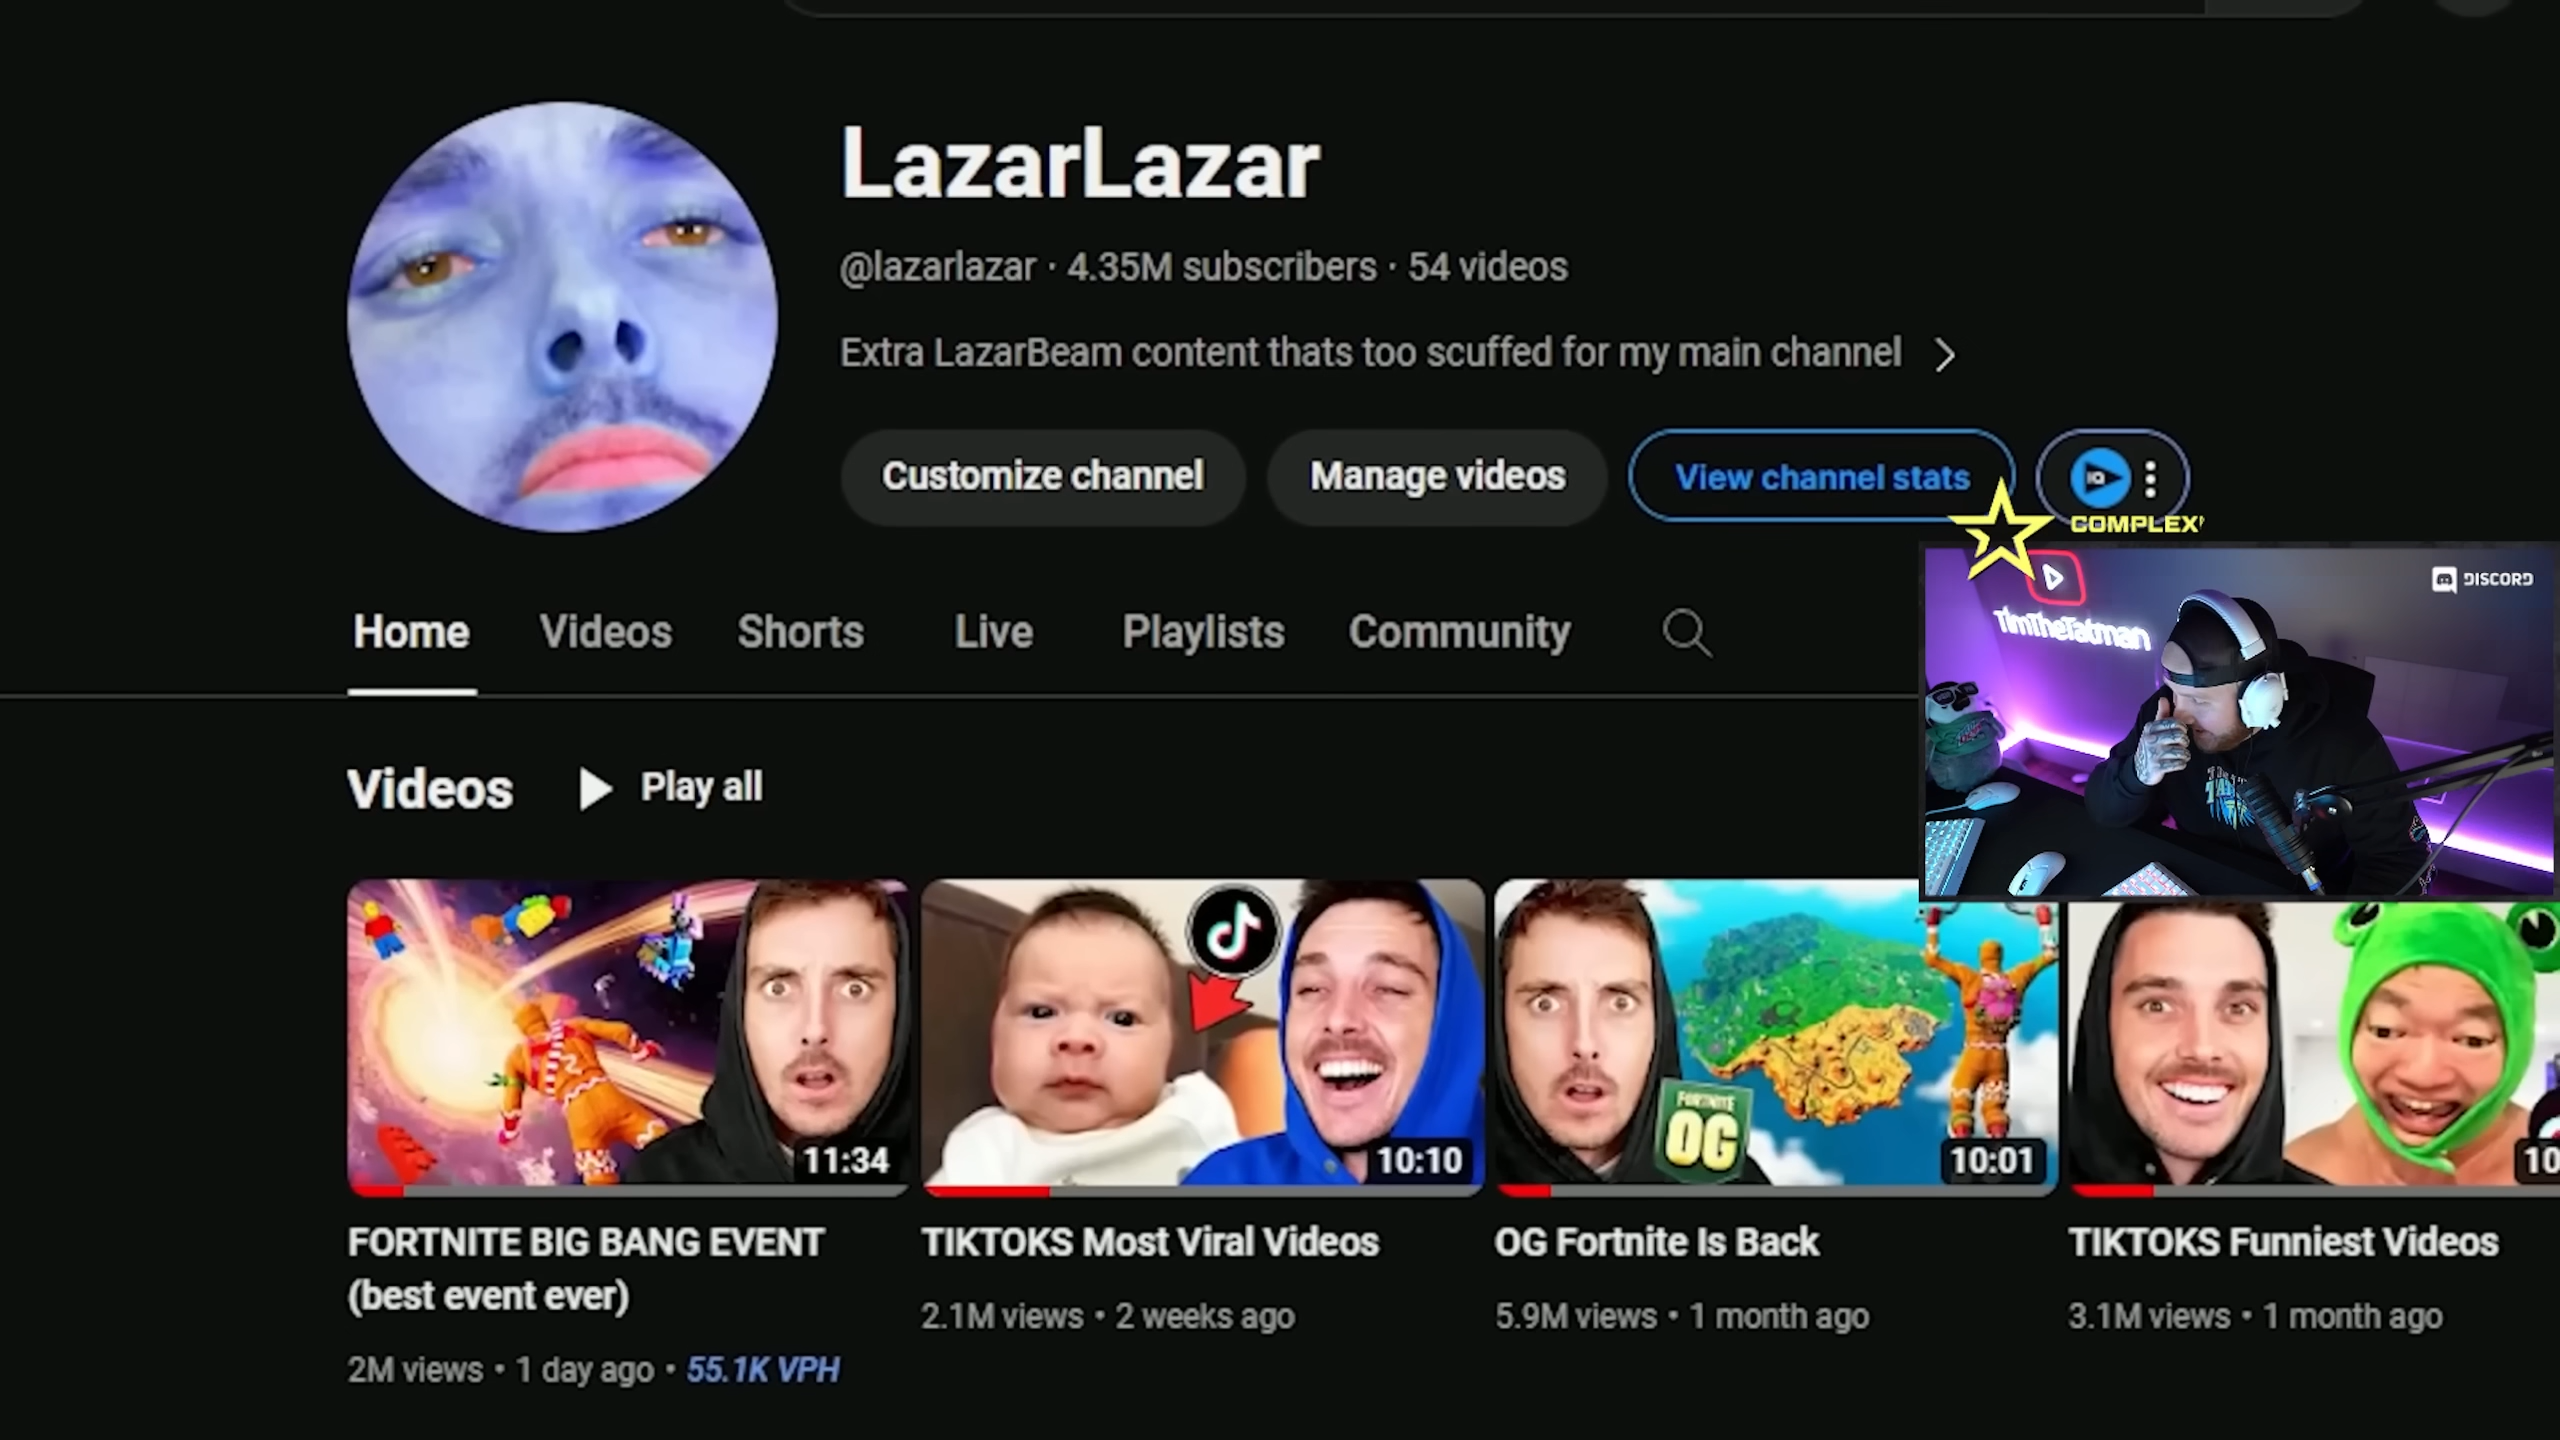 LazarLazar
@lazarlazar · 4.35M subscribers · 54 videos
Extra LazarBeam content thats too scuffed for my main channel
Customize channel
Manage videos
View channel stats
IQ
COMPLEX
DISCORD
TimTheTatman
Home
Videos
Shorts
Live
Playlists
Community
Videos
Play all
11:34
10:10
FORTNITE
OG
10:01
10
FORTNITE BIG BANG EVENT
(best event ever)
2M views • 1 day ago • 55.1K VPH
TIKTOKS Most Viral Videos
2.1M views • 2 weeks ago
OG Fortnite Is Back
5.9M views • 1 month ago
TIKTOKS Funniest Videos
3.1M views • 1 month ago